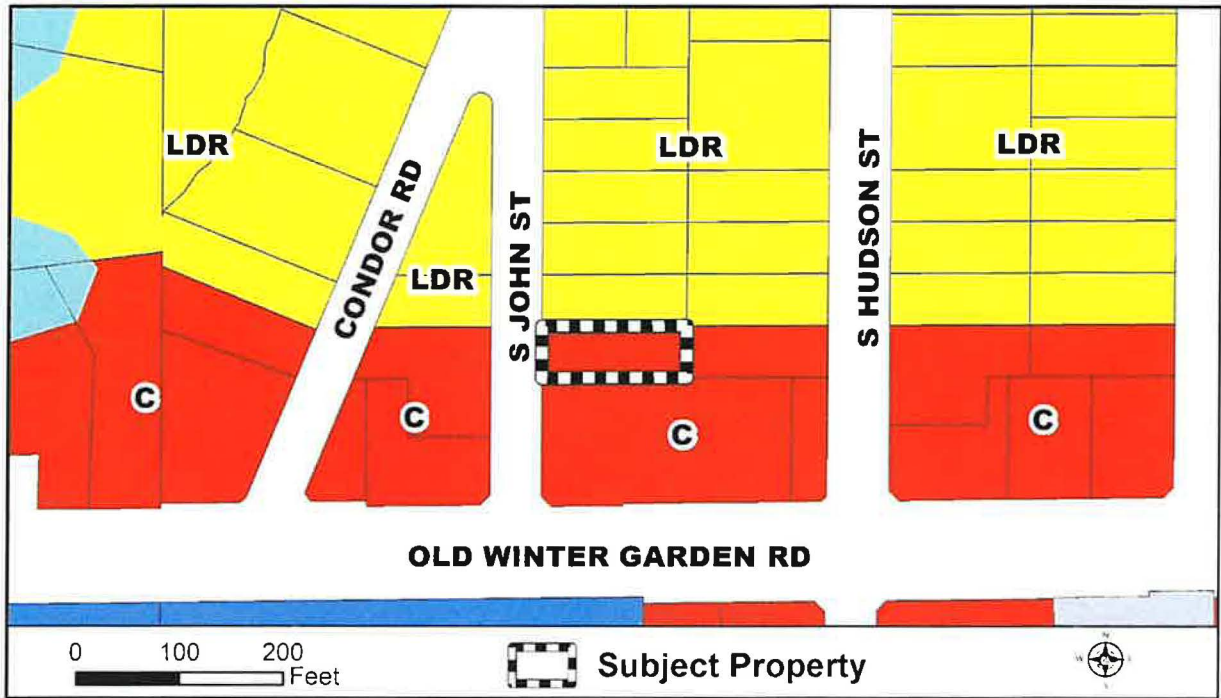 LDR
LDR
LDR
CONDOR RD
S JOHN ST
S HUDSON ST
LDR
C
C
C
C
OLD WINTER GARDEN RD
0 100 200
Feet
Subject Property
N
W E
S